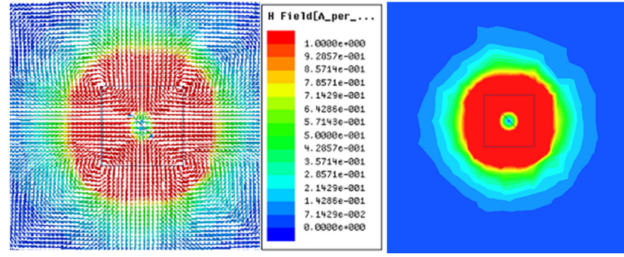 H Field[A_per_...
1.0000e+000
9.2857e-001
8.5714e-001
7.8571e-001
7.1429e-001
6.4286e-001
5.7143e-001
5.0000e-001
4.2857e-001
3.5714e-001
2.8571e-001
2.1429e-001
1.4286e-001
7.1429e-002
0.0000e+000